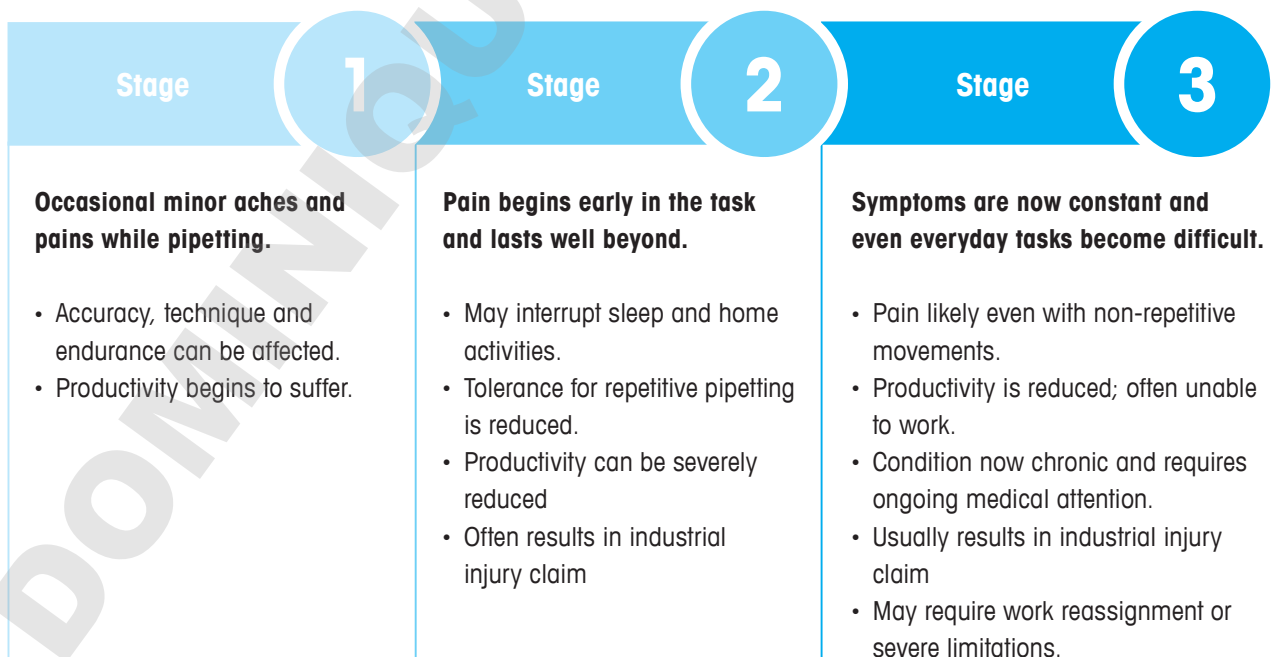 Stage 1
Stage 2
Stage 3
Occasional minor aches and
pains while pipetting.
• Accuracy, technique and
endurance can be affected.
• Productivity begins to suffer.
Pain begins early in the task
and lasts well beyond.
• May interrupt sleep and home
activities.
• Tolerance for repetitive pipetting
is reduced.
• Productivity can be severely
reduced
• Often results in industrial
injury claim
Symptoms are now constant and
even everyday tasks become difficult.
• Pain likely even with non-repetitive
movements.
• Productivity is reduced; often unable
to work.
• Condition now chronic and requires
ongoing medical attention.
• Usually results in industrial injury
claim
• May require work reassignment or
severe limitations.
DOMINIQU